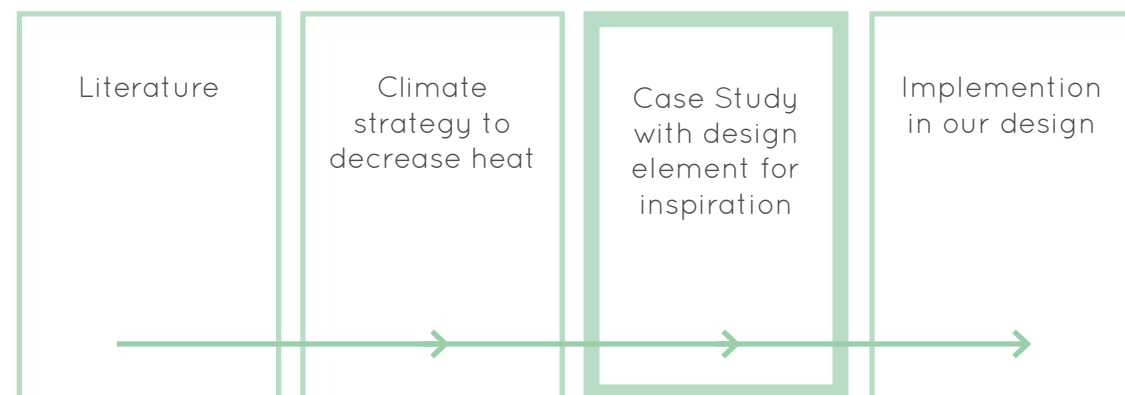 Literature
Climate
strategy to
decrease heat
Case Study
with design
element for
inspiration
Implemention
in our design